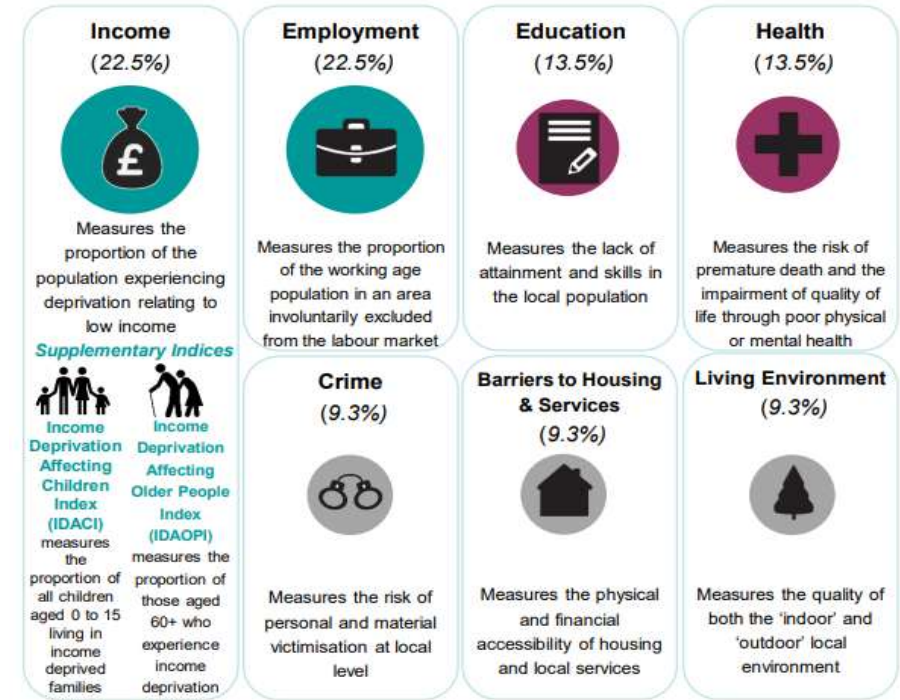 Income
(22.5%)
£
Measures the
proportion of the
population experiencing
deprivation relating to
low income
Supplementary Indices
Income
Deprivation
Affecting
Children
Index
(IDACI)
measures
the
proportion of
all children
aged 0 to 15
living in
income
deprived
families
Income
Deprivation
Affecting
Older People
Index
(IDAOPI)
measures the
proportion of
those aged
60+ who
experience
income
deprivation
Employment
(22.5%)
Measures the proportion
of the working age
population in an area
involuntarily excluded
from the labour market
Education
(13.5%)
Measures the lack of
attainment and skills in
the local population
Health
(13.5%)
Measures the risk of
premature death and the
impairment of quality of
life through poor physical
or mental health
Crime
(9.3%)
Measures the risk of
personal and material
victimisation at local
level
Barriers to Housing
& Services
(9.3%)
Measures the physical
and financial
accessibility of housing
and local services
Living Environment
(9.3%)
Measures the quality of
both the ‘indoor’ and
‘outdoor’ local
environment